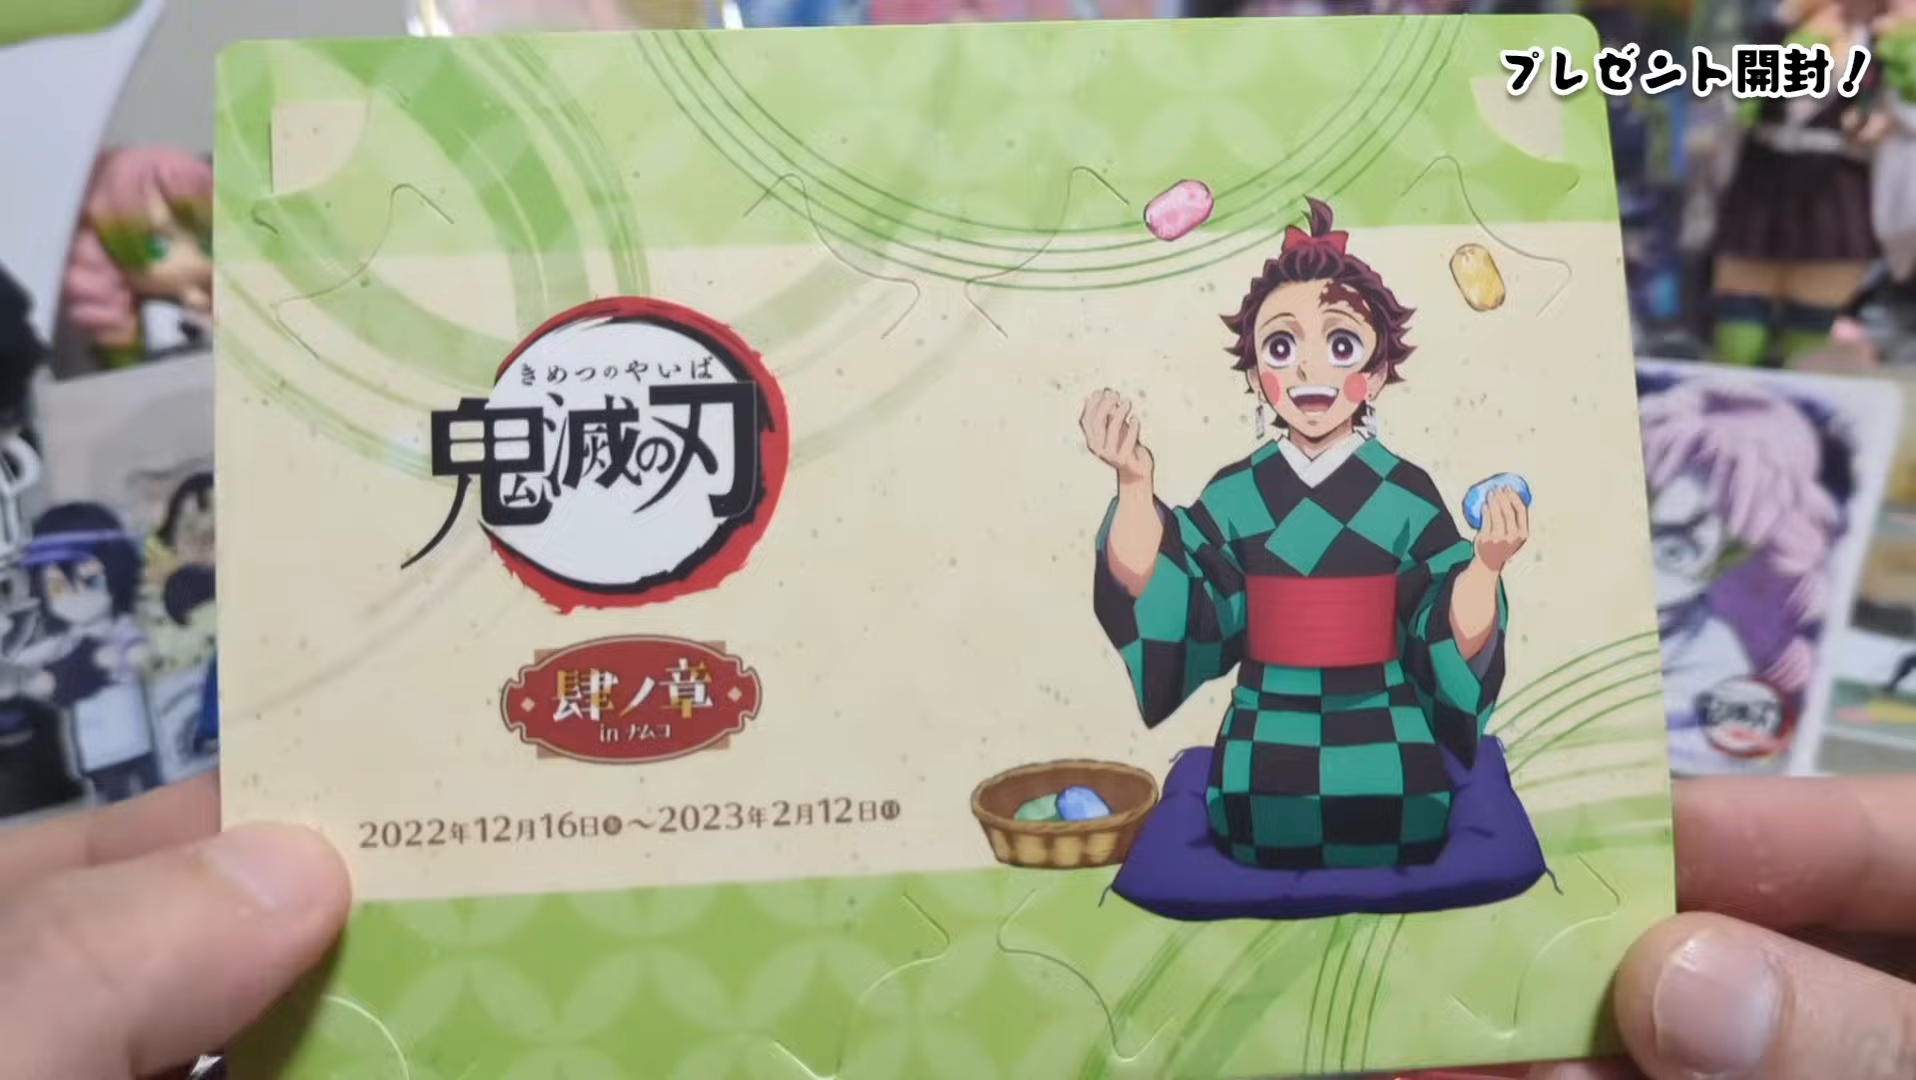 プレゼント開封！
きめつのやいば
鬼滅の刃
肆ノ章
in ナムコ
2022年12月16日金～2023年2月12日日